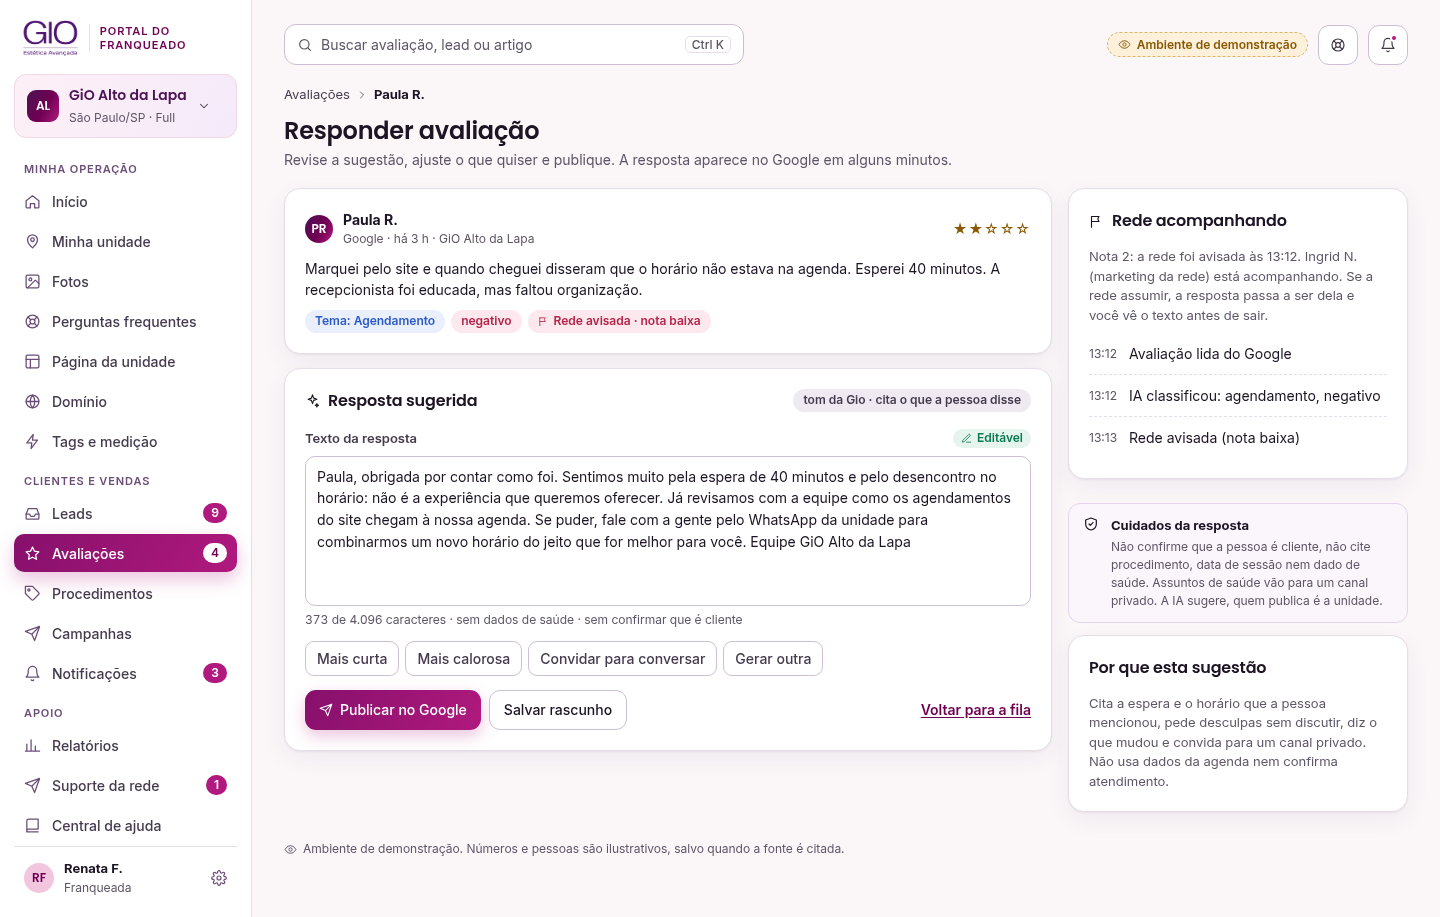 GiO
Estética Avançada
PORTAL DO
FRANQUEADO
AL
GiO Alto da Lapa
São Paulo/SP · Full
MINHA OPERAÇÃO
Início
Minha unidade
Fotos
Perguntas frequentes
Página da unidade
Domínio
Tags e medição
CLIENTES E VENDAS
Leads 9
Avaliações 4
Procedimentos
Campanhas
Notificações 3
APOIO
Relatórios
Suporte da rede 1
Central de ajuda
RF
Renata F.
Franqueada
Buscar avaliação, lead ou artigo Ctrl K
Ambiente de demonstração
Avaliações > Paula R.
Responder avaliação
Revise a sugestão, ajuste o que quiser e publique. A resposta aparece no Google em alguns minutos.
PR
Paula R.
Google · há 3 h · GiO Alto da Lapa
Marquei pelo site e quando cheguei disseram que o horário não estava na agenda. Esperei 40 minutos. A
recepcionista foi educada, mas faltou organização.
Tema: Agendamento negativo Rede avisada · nota baixa
Resposta sugerida tom da Gio · cita o que a pessoa disse
Texto da resposta Editável
Paula, obrigada por contar como foi. Sentimos muito pela espera de 40 minutos e pelo desencontro no
horário: não é a experiência que queremos oferecer. Já revisamos com a equipe como os agendamentos
do site chegam à nossa agenda. Se puder, fale com a gente pelo WhatsApp da unidade para
combinarmos um novo horário do jeito que for melhor para você. Equipe GiO Alto da Lapa
373 de 4.096 caracteres · sem dados de saúde · sem confirmar que é cliente
Mais curta Mais calorosa Convidar para conversar Gerar outra
Publicar no Google Salvar rascunho Voltar para a fila
Rede acompanhando
Nota 2: a rede foi avisada às 13:12. Ingrid N.
(marketing da rede) está acompanhando. Se a
rede assumir, a resposta passa a ser dela e
você vê o texto antes de sair.
13:12 Avaliação lida do Google
13:12 IA classificou: agendamento, negativo
13:13 Rede avisada (nota baixa)
Cuidados da resposta
Não confirme que a pessoa é cliente, não cite
procedimento, data de sessão nem dado de
saúde. Assuntos de saúde vão para um canal
privado. A IA sugere, quem publica é a unidade.
Por que esta sugestão
Cita a espera e o horário que a pessoa
mencionou, pede desculpas sem discutir, diz o
que mudou e convida para um canal privado.
Não usa dados da agenda nem confirma
atendimento.
Ambiente de demonstração. Números e pessoas são ilustrativos, salvo quando a fonte é citada.